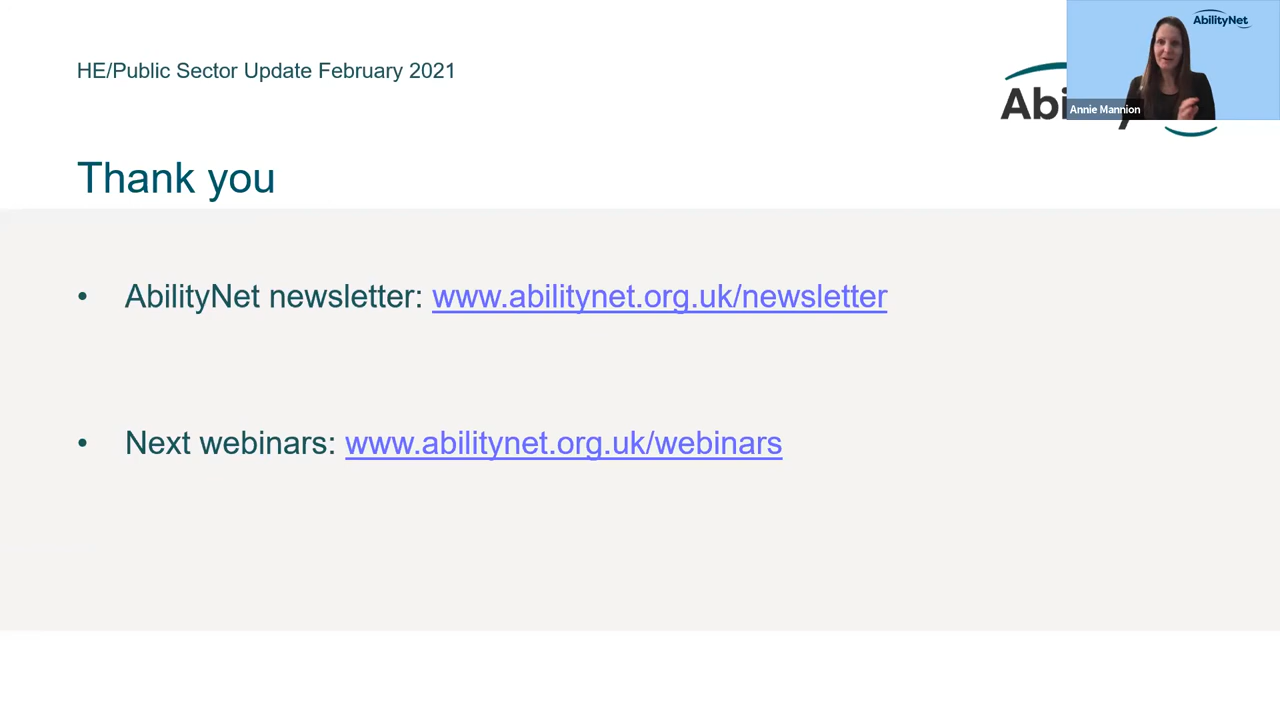 AbilityNet
HE/Public Sector Update February 2021
Annie Mannion
Thank you
• AbilityNet newsletter: www.abilitynet.org.uk/newsletter
• Next webinars: www.abilitynet.org.uk/webinars